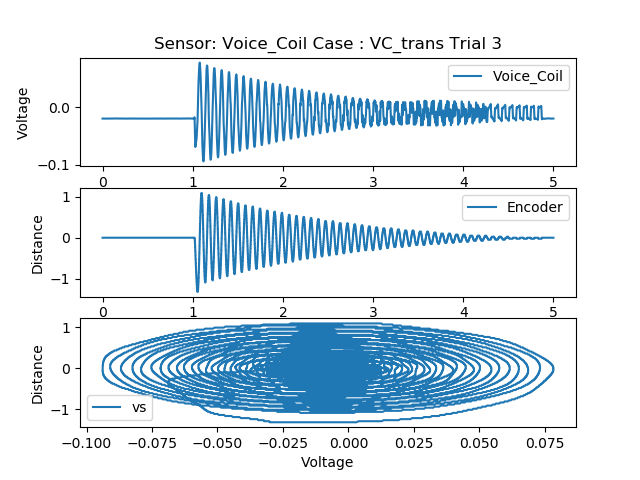 Sensor: Voice_Coil Case : VC_trans Trial 3
Voltage
0.0
−0.1
Voice_Coil
0 1 2 3 4 5
Distance
1
0
−1
Encoder
0 1 2 3 4 5
Distance
1
0
−1
vs
−0.100 −0.075 −0.050 −0.025 0.000 0.025 0.050 0.075
Voltage